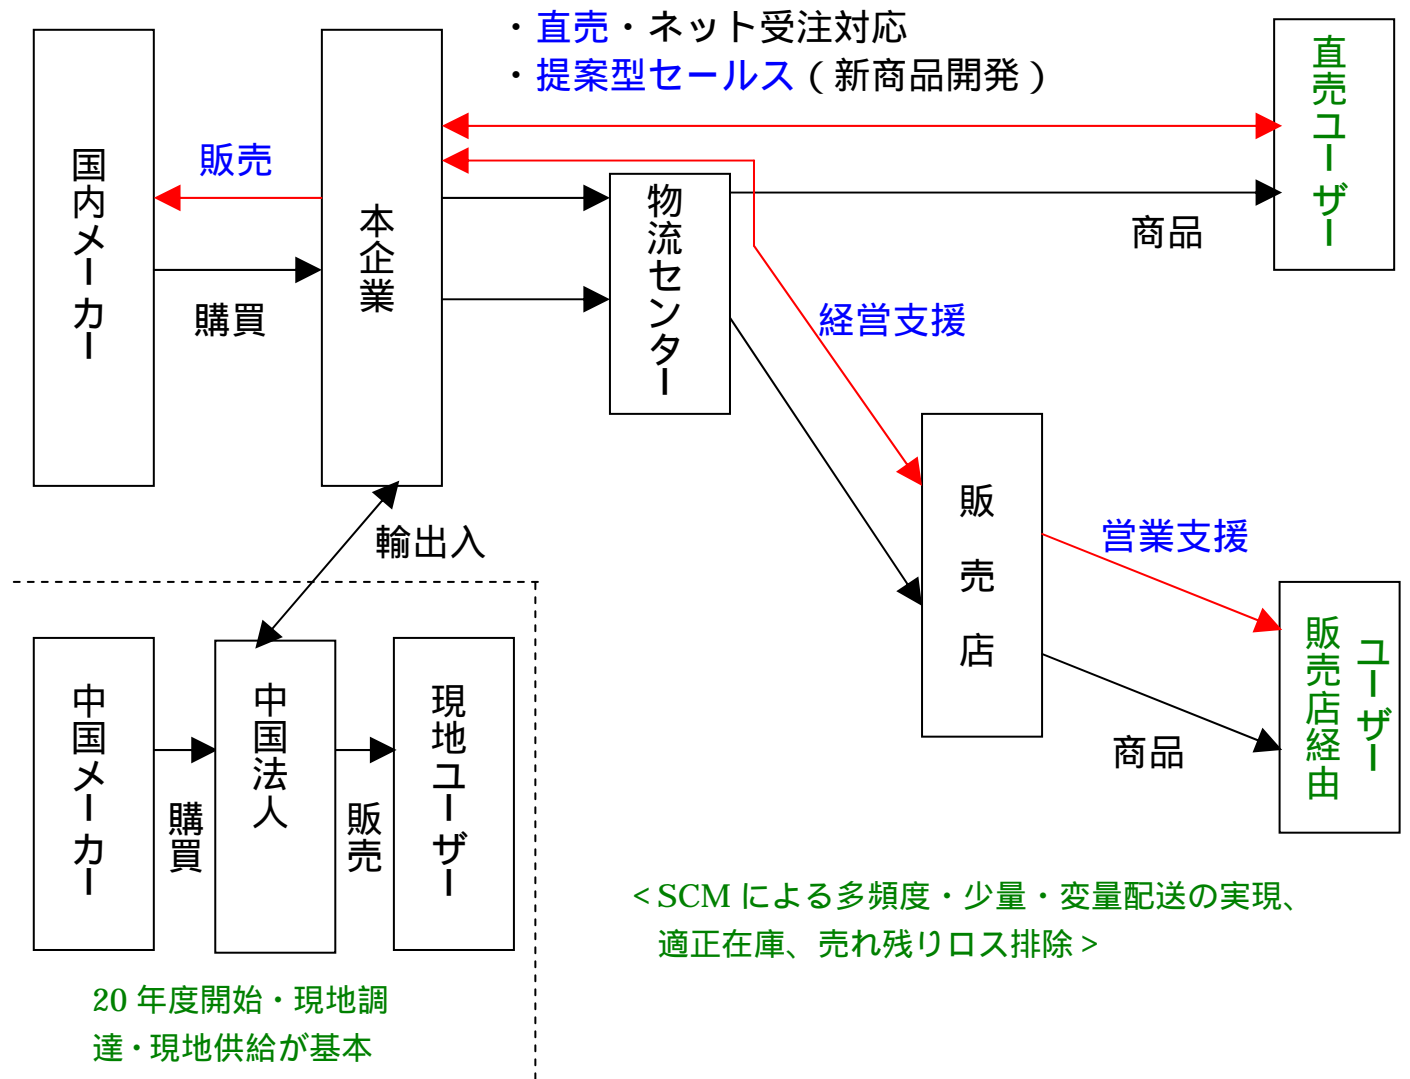 ・直売・ネット受注対応
・提案型セールス（新商品開発）
国内メーカー
販売
購買
本企業
物流センター
商品
直売ユーザー
経営支援
販売店
営業支援
商品
販売店経由
ユーザー
輸出入
中国メーカー
購買
中国法人
販売
現地ユーザー
20 年度開始・現地調
達・現地供給が基本
＜SCM による多頻度・少量・変量配送の実現、
適正在庫、売れ残りロス排除＞